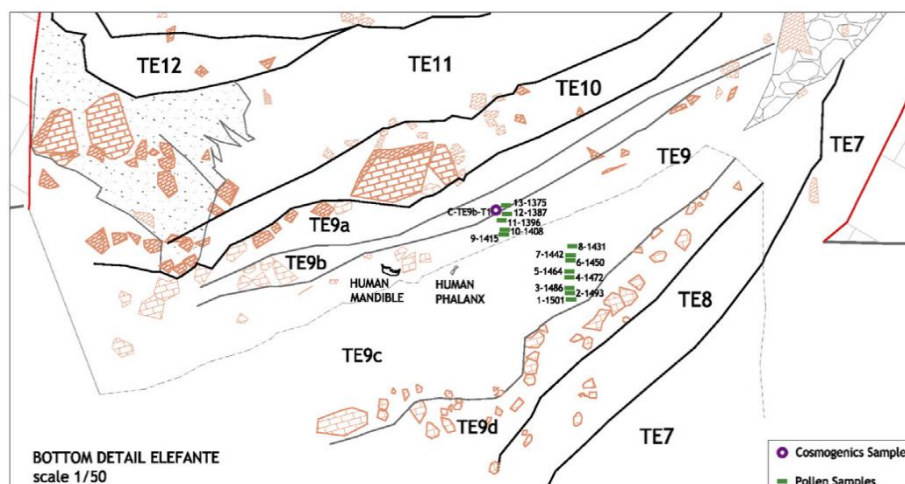 TE12
TE11
TE10
TE7
TE9
TE9a
C-TE9b-T1
13-1375
12-1387
11-1396
10-1408
9-1415
TE9b
8-1431
7-1442
6-1450
5-1464
4-1472
3-1486
2-1493
1-1501
HUMAN
MANDIBLE
HUMAN
PHALANX
TE8
TE9c
TE9d
TE7
BOTTOM DETAIL ELEFANTE
scale 1/50
Cosmogenics Sample
Pollen Samples